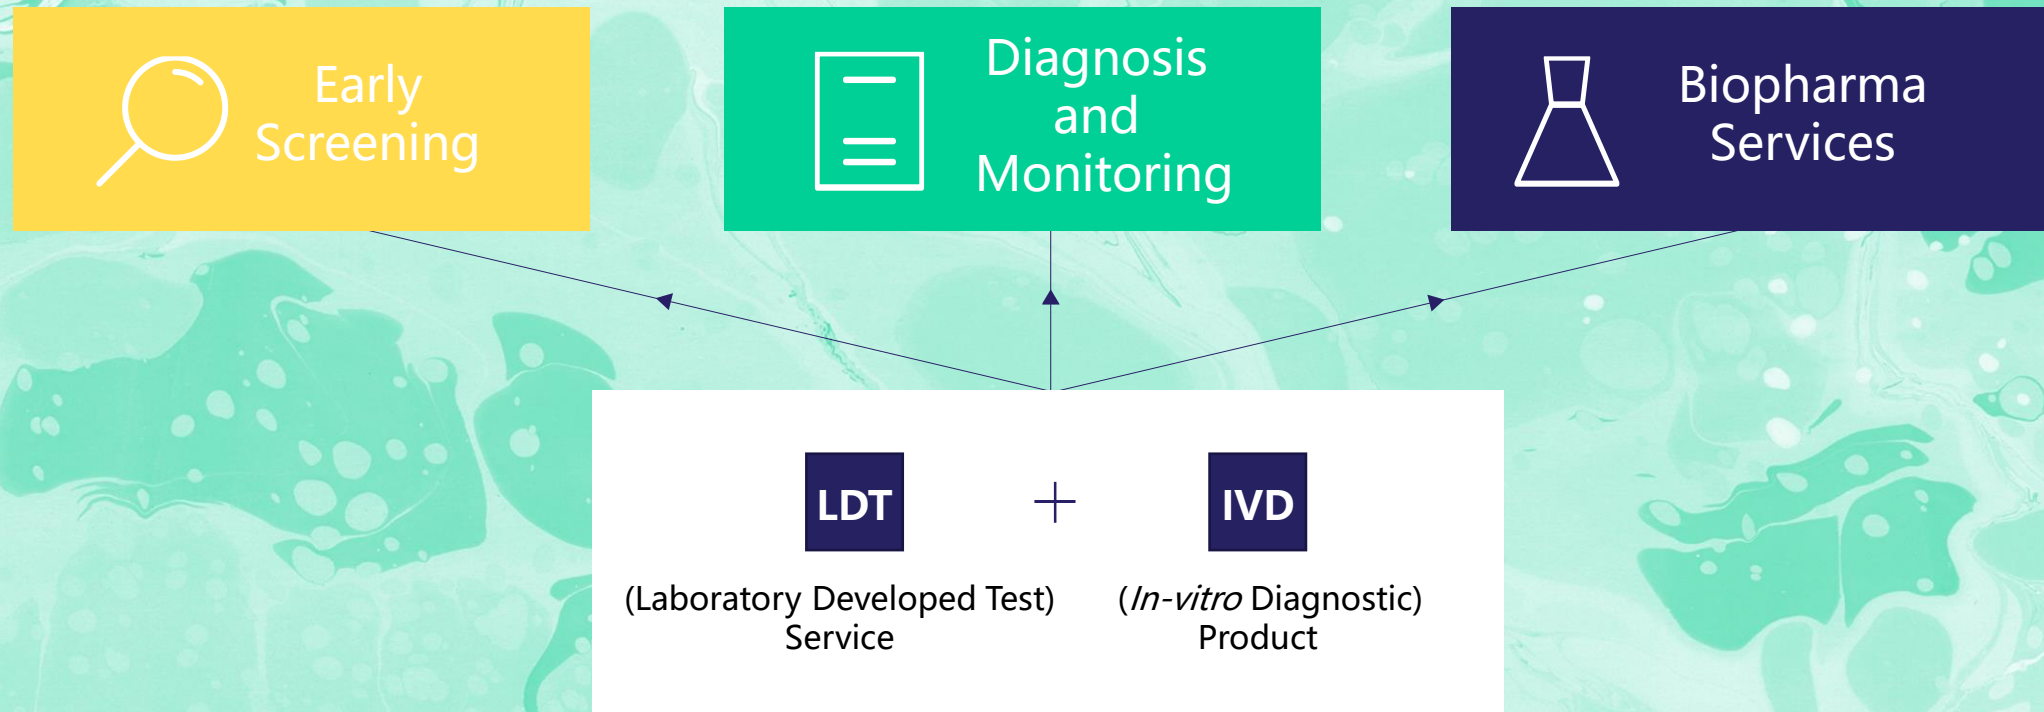 Early
Screening
Diagnosis
and
Monitoring
Biopharma
Services
LDT
IVD
(Laboratory Developed Test)
Service
(In-vitro Diagnostic)
Product